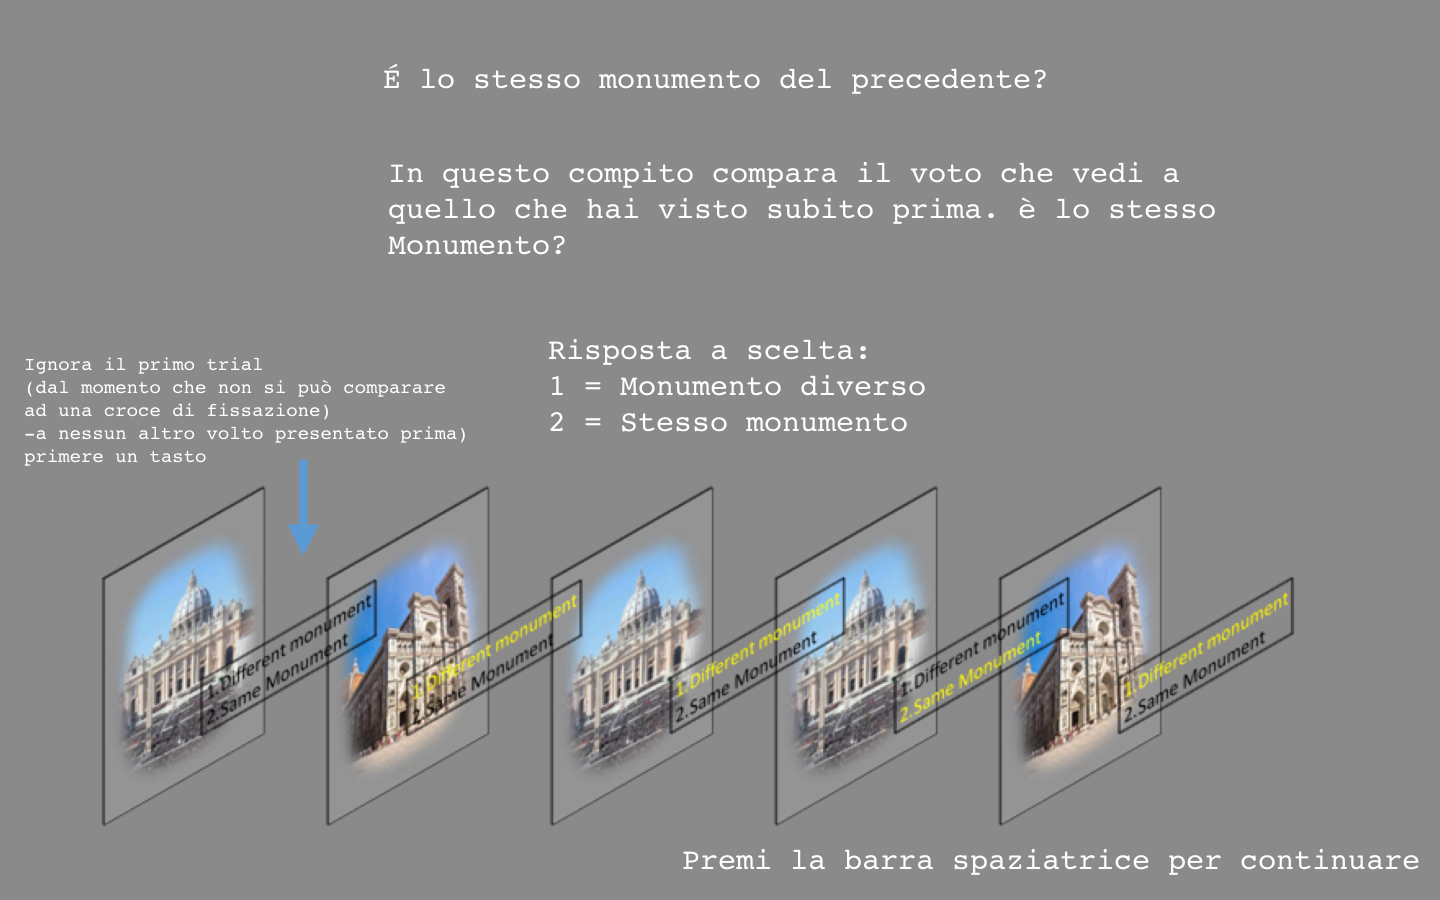 É lo stesso monumento del precedente?
In questo compito compara il voto che vedi a
quello che hai visto subito prima. è lo stesso
Monumento?
Ignora il primo trial
(dal momento che non si può comparare
ad una croce di fissazione)
-a nessun altro volto presentato prima)
primere un tasto
Risposta a scelta:
1 = Monumento diverso
2 = Stesso monumento
1.Different monument
2.Same Monument
1.Different monument
2.Same Monument
1.Different monument
2.Same Monument
1.Different monument
2.Same Monument
1.Different monument
2.Same Monument
Premi la barra spaziatrice per continuare